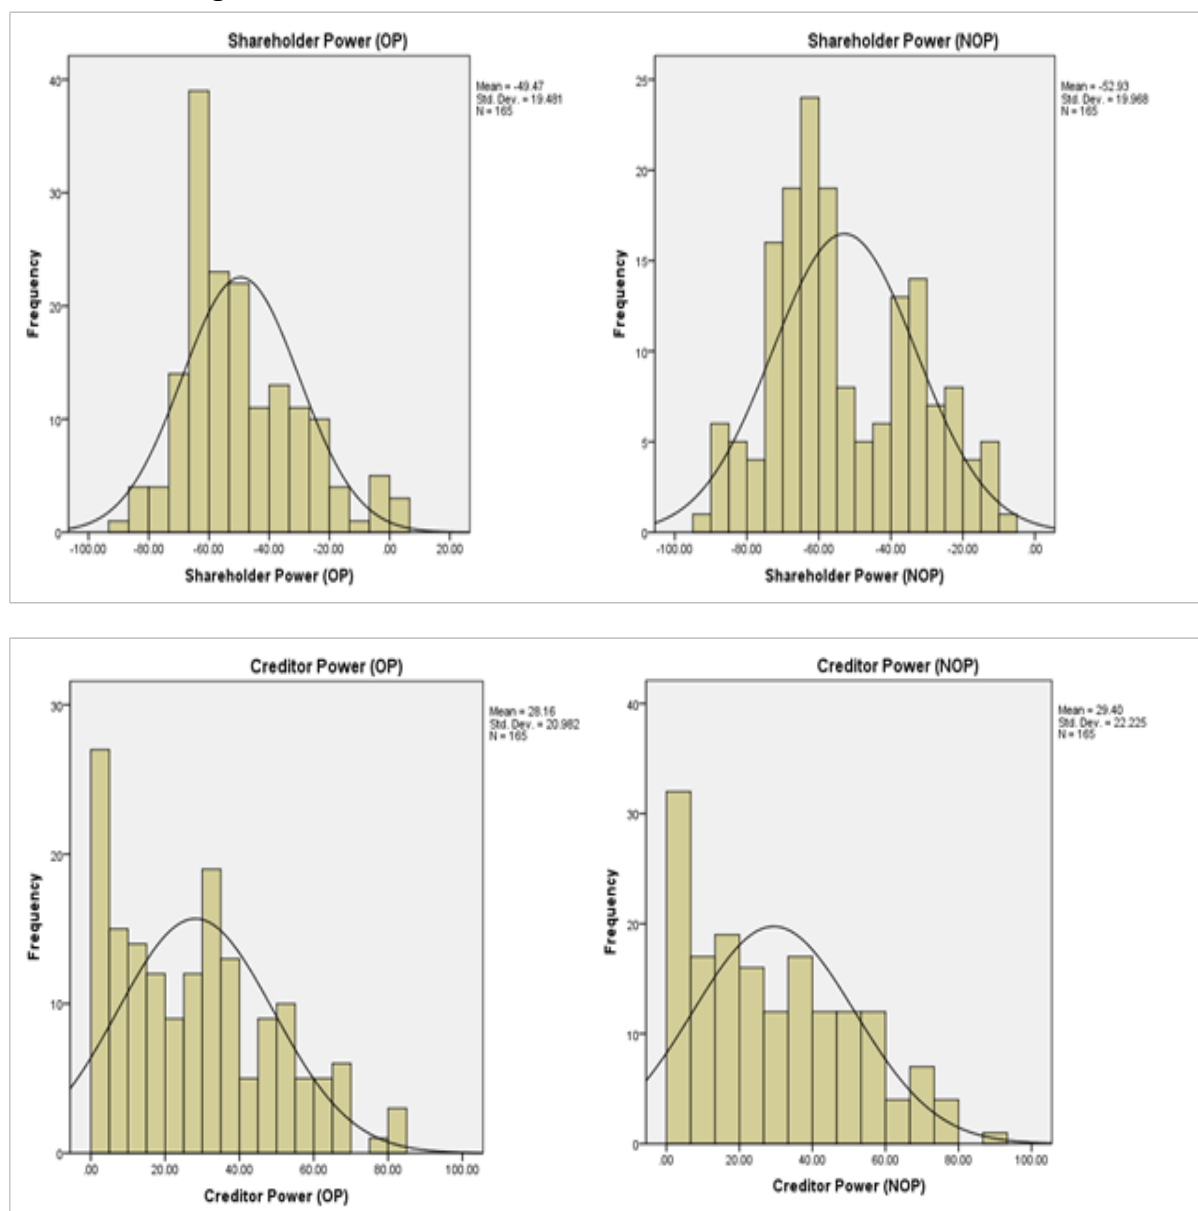 Shareholder Power (OP)
Mean = -49.47
Std. Dev. = 19.481
N = 165
Frequency
40
30
20
10
0
-100.00 -80.00 -60.00 -40.00 -20.00 .00 20.00
Shareholder Power (OP)
Shareholder Power (NOP)
Mean = -52.93
Std. Dev. = 19.968
N = 165
Frequency
25
20
15
10
5
0
-100.00 -80.00 -60.00 -40.00 -20.00 .00
Shareholder Power (NOP)
Creditor Power (OP)
Mean = 28.16
Std. Dev. = 20.982
N = 165
Frequency
30
20
10
0
.00 20.00 40.00 60.00 80.00 100.00
Creditor Power (OP)
Creditor Power (NOP)
Mean = 29.40
Std. Dev. = 22.225
N = 165
Frequency
40
30
20
10
0
.00 20.00 40.00 60.00 80.00 100.00
Creditor Power (NOP)